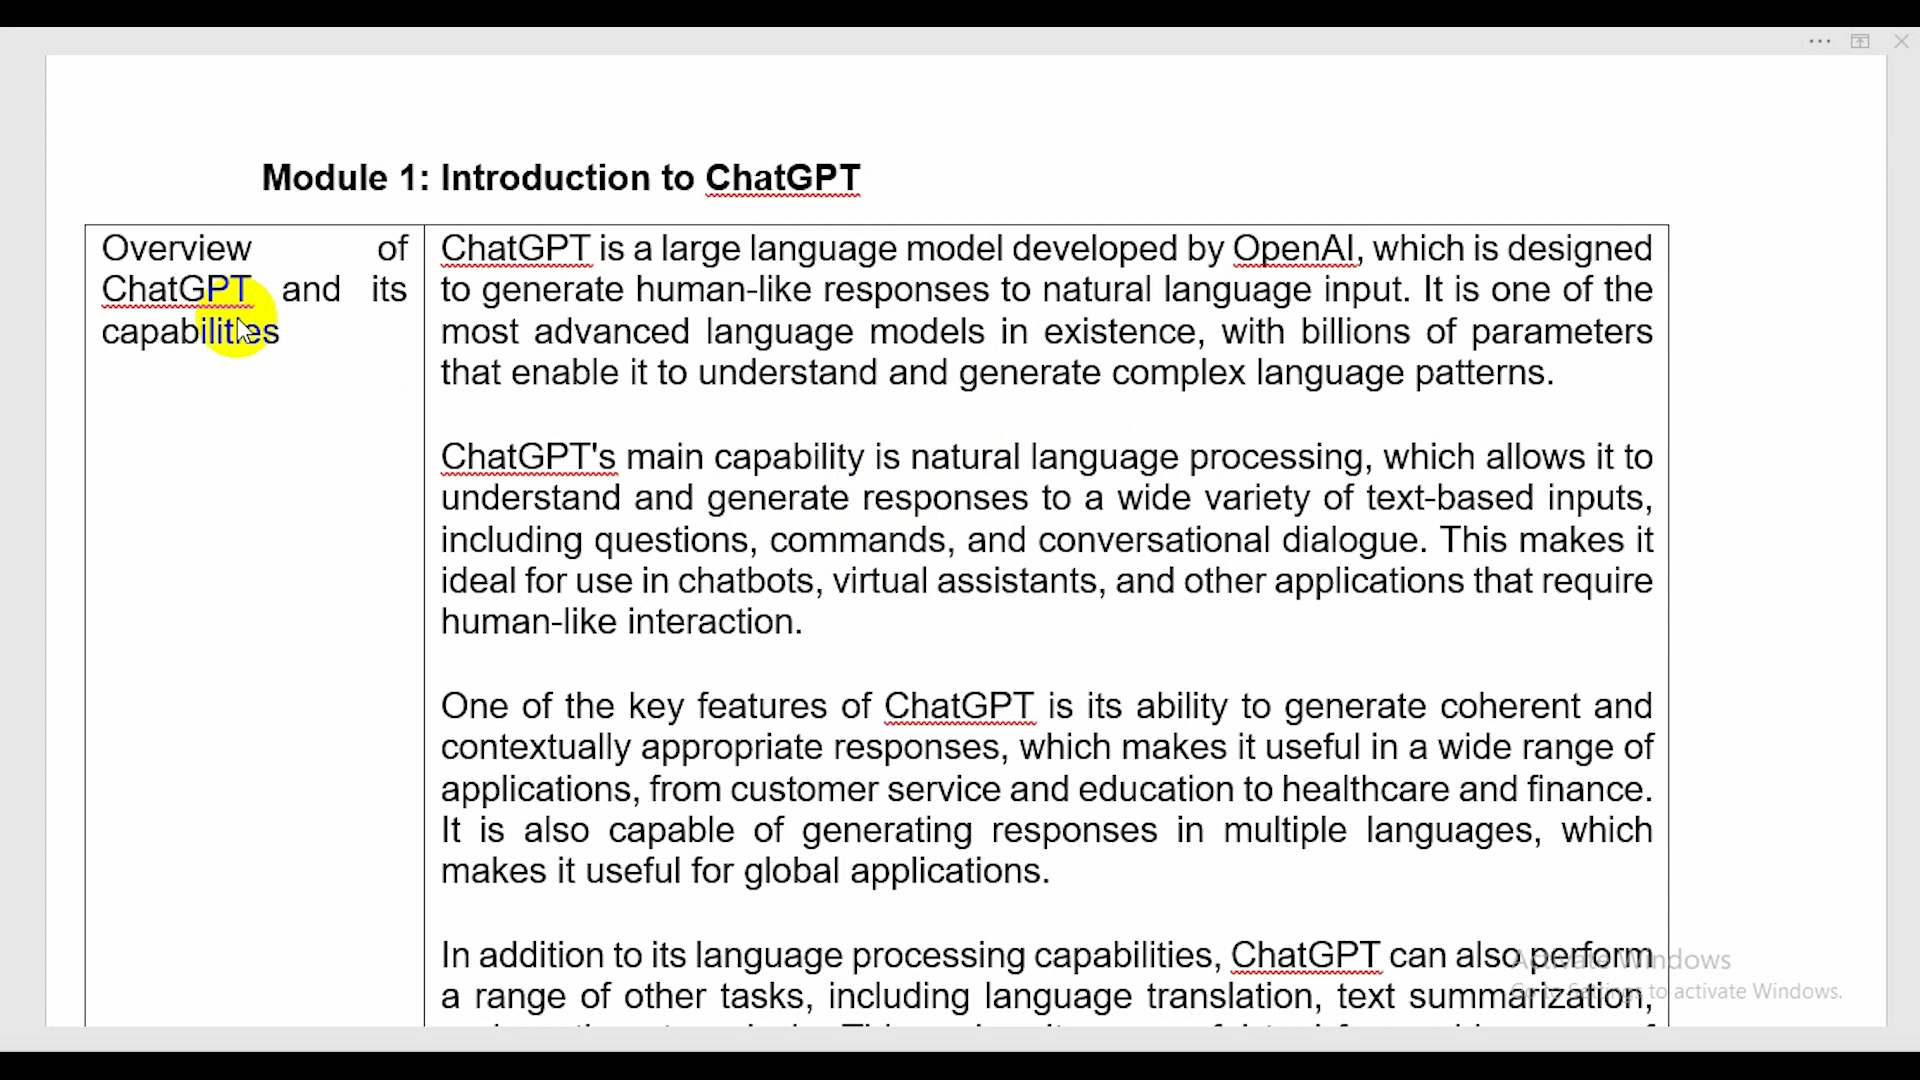 Module 1: Introduction to ChatGPT
Overview of
ChatGPT and its
capabilities
ChatGPT is a large language model developed by OpenAI, which is designed
to generate human-like responses to natural language input. It is one of the
most advanced language models in existence, with billions of parameters
that enable it to understand and generate complex language patterns.
ChatGPT's main capability is natural language processing, which allows it to
understand and generate responses to a wide variety of text-based inputs,
including questions, commands, and conversational dialogue. This makes it
ideal for use in chatbots, virtual assistants, and other applications that require
human-like interaction.
One of the key features of ChatGPT is its ability to generate coherent and
contextually appropriate responses, which makes it useful in a wide range of
applications, from customer service and education to healthcare and finance.
It is also capable of generating responses in multiple languages, which
makes it useful for global applications.
In addition to its language processing capabilities, ChatGPT can also perform
a range of other tasks, including language translation, text summarization,
Activate Windows
Go to Settings to activate Windows.